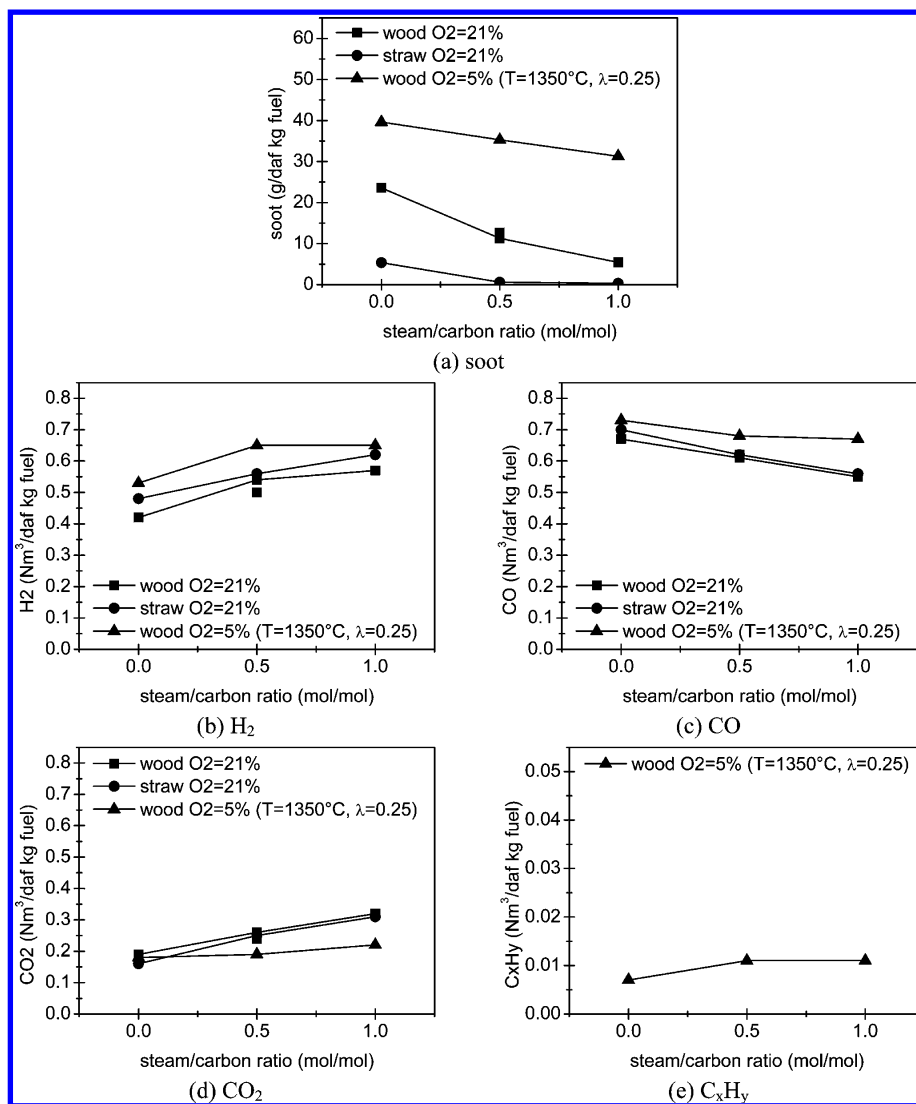 wood O2=21%
straw O2=21%
wood O2=5% (T=1350°C, λ=0.25)
60
50
40
30
20
10
0
soot (g/daf kg fuel)
0.0 0.5 1.0
steam/carbon ratio (mol/mol)
(a) soot
0.8
0.7
0.6
0.5
0.4
0.3
0.2
0.1
0.0
H2 (Nm³/daf kg fuel)
wood O2=21%
straw O2=21%
wood O2=5% (T=1350°C, λ=0.25)
0.0 0.5 1.0
steam/carbon ratio (mol/mol)
(b) H₂
0.8
0.7
0.6
0.5
0.4
0.3
0.2
0.1
0.0
CO (Nm³/daf kg fuel)
wood O2=21%
straw O2=21%
wood O2=5% (T=1350°C, λ=0.25)
0.0 0.5 1.0
steam/carbon ratio (mol/mol)
(c) CO
0.8
0.7
0.6
0.5
0.4
0.3
0.2
0.1
0.0
CO2 (Nm³/daf kg fuel)
wood O2=21%
straw O2=21%
wood O2=5% (T=1350°C, λ=0.25)
0.0 0.5 1.0
steam/carbon ratio (mol/mol)
(d) CO₂
0.05
0.04
0.03
0.02
0.01
0.00
CxHy (Nm³/daf kg fuel)
wood O2=5% (T=1350°C, λ=0.25)
0.0 0.5 1.0
steam/carbon ratio (mol/mol)
(e) CₓHᵧ